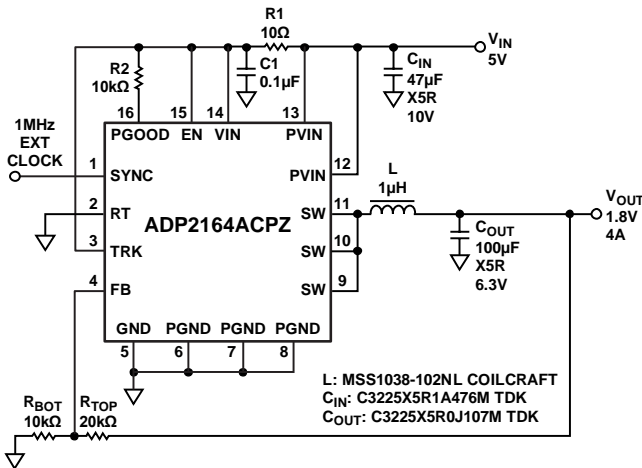 R1
10Ω
VIN
5V
R2
10kΩ
C1
0.1µF
CIN
47µF
X5R
10V
16
15
14
13
PGOOD
EN
VIN
PVIN
1MHz
EXT
CLOCK
1
SYNC
PVIN
12
L
1µH
2
RT
SW
11
VOUT
1.8V
4A
ADP2164ACPZ
COUT
100µF
X5R
6.3V
3
TRK
SW
10
4
FB
SW
9
GND
PGND
PGND
PGND
5
6
7
8
L: MSS1038-102NL COILCRAFT
CIN: C3225X5R1A476M TDK
COUT: C3225X5R0J107M TDK
RBOT
10kΩ
RTOP
20kΩ